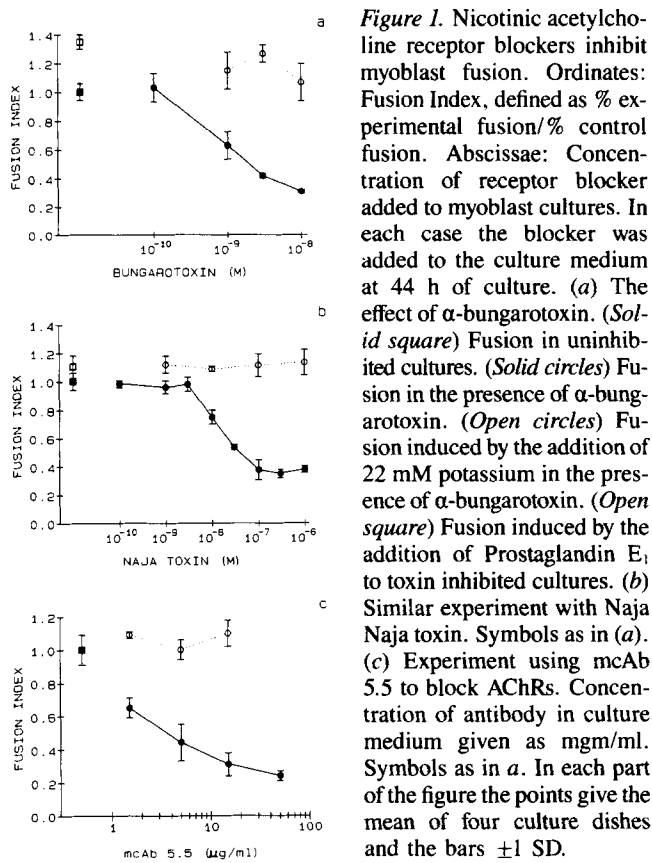 a
1.4
1.2
1.0
0.8
0.6
0.4
0.2
0.0
FUSION INDEX
10⁻¹⁰ 10⁻⁹ 10⁻⁸
BUNGAROTOXIN (M)
b
1.4
1.2
1.0
0.8
0.6
0.4
0.2
0.0
FUSION INDEX
10⁻¹⁰ 10⁻⁹ 10⁻⁸ 10⁻⁷ 10⁻⁶
NAJA TOXIN (M)
c
1.2
1.0
0.8
0.6
0.4
0.2
0.0
FUSION INDEX
1 10 100
mcAb 5.5 (μg/ml)
Figure 1. Nicotinic acetylcho-
line receptor blockers inhibit
myoblast fusion. Ordinates:
Fusion Index, defined as % ex-
perimental fusion/% control
fusion. Abscissae: Concen-
tration of receptor blocker
added to myoblast cultures. In
each case the blocker was
added to the culture medium
at 44 h of culture. (a) The
effect of α-bungarotoxin. (Sol-
id square) Fusion in uninhib-
ited cultures. (Solid circles) Fu-
sion in the presence of α-bung-
arotoxin. (Open circles) Fu-
sion induced by the addition of
22 mM potassium in the pres-
ence of α-bungarotoxin. (Open
square) Fusion induced by the
addition of Prostaglandin E₁
to toxin inhibited cultures. (b)
Similar experiment with Naja
Naja toxin. Symbols as in (a).
(c) Experiment using mcAb
5.5 to block AChRs. Concen-
tration of antibody in culture
medium given as mgm/ml.
Symbols as in a. In each part
of the figure the points give the
mean of four culture dishes
and the bars ±1 SD.